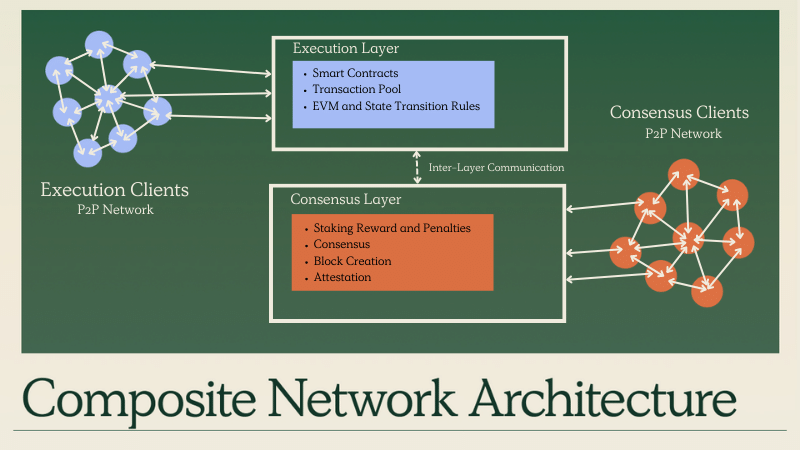 Execution Layer
• Smart Contracts
• Transaction Pool
• EVM and State Transition Rules
Execution Clients
P2P Network
Consensus Clients
P2P Network
Inter-Layer Communication
Consensus Layer
• Staking Reward and Penalties
• Consensus
• Block Creation
• Attestation
Composite Network Architecture